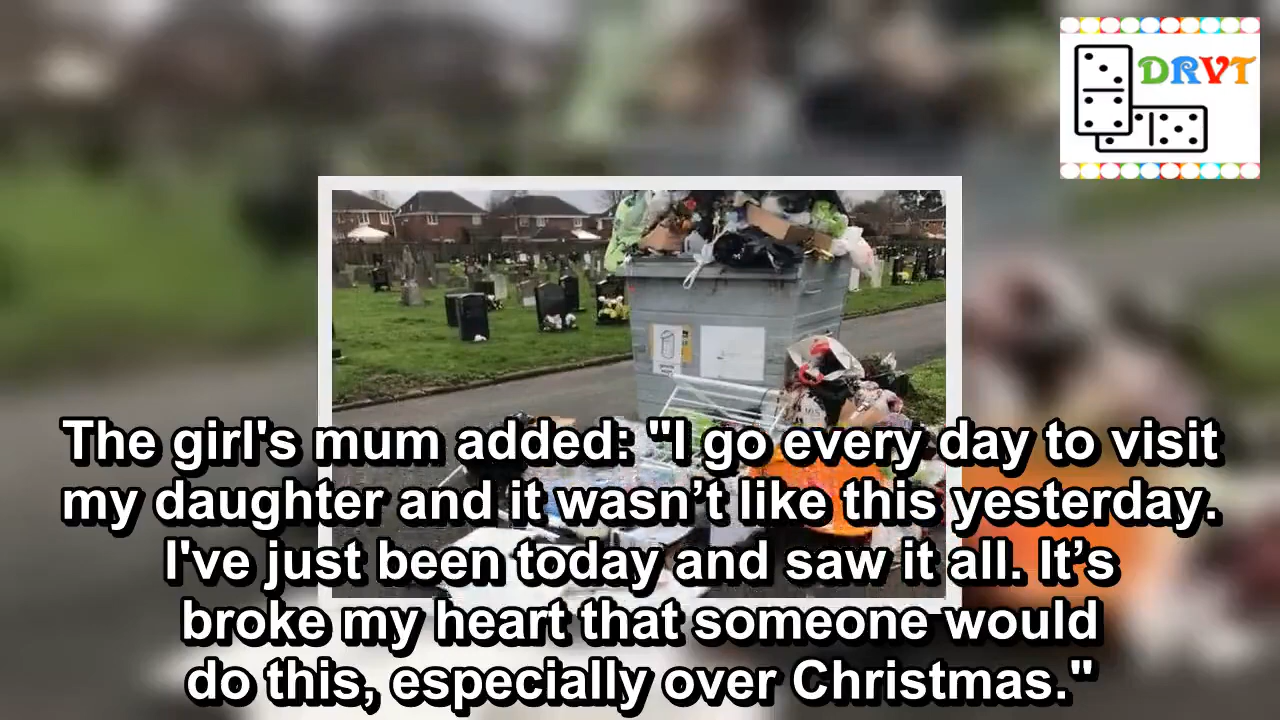 DRVT
The girl's mum added: "I go every day to visit
my daughter and it wasn’t like this yesterday.
I've just been today and saw it all. It’s
broke my heart that someone would
do this, especially over Christmas."